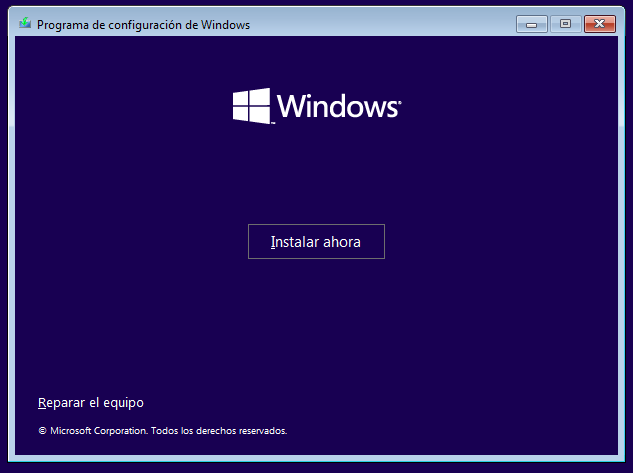 Programa de configuración de Windows
Windows
Instalar ahora
Reparar el equipo
© Microsoft Corporation. Todos los derechos reservados.